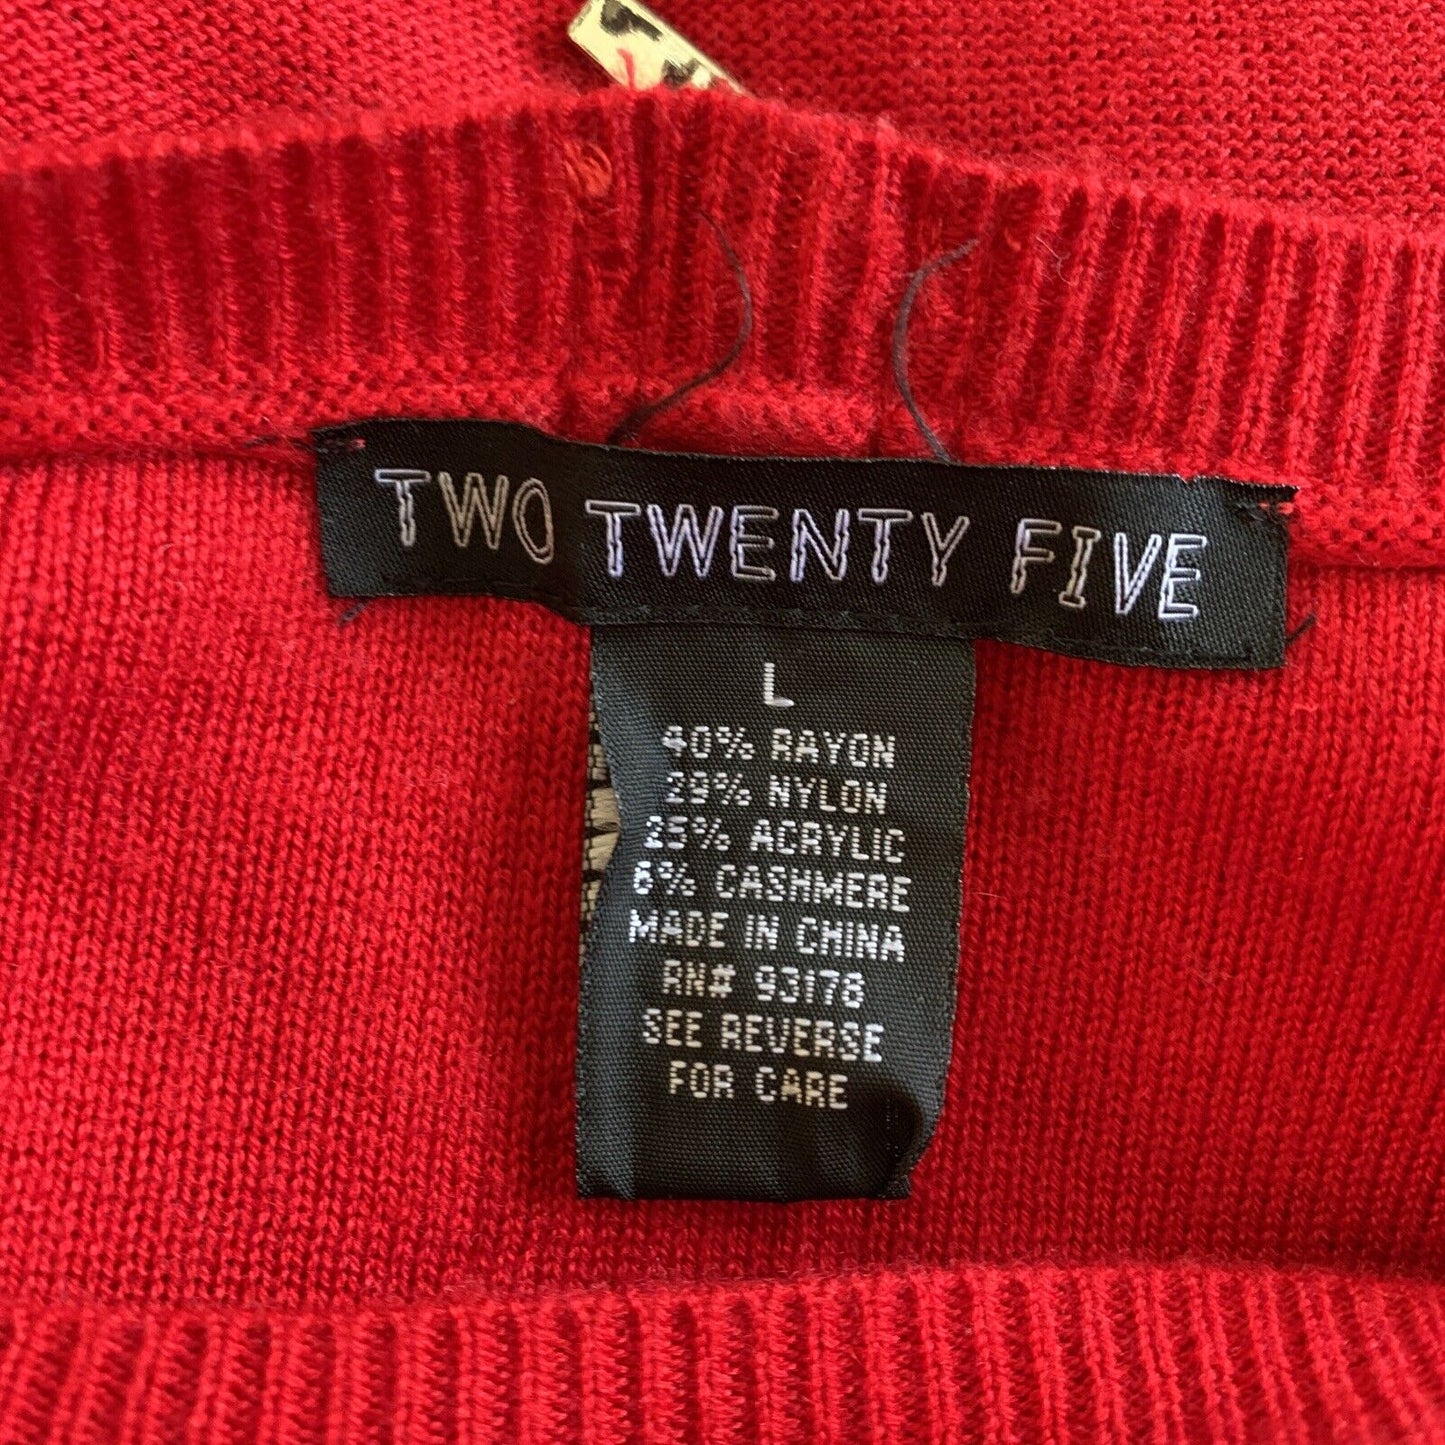 TWO TWENTY FIVE
L
40% RAYON
29% NYLON
25% ACRYLIC
6% CASHMERE
MADE IN CHINA
RN# 93178
SEE REVERSE
FOR CARE